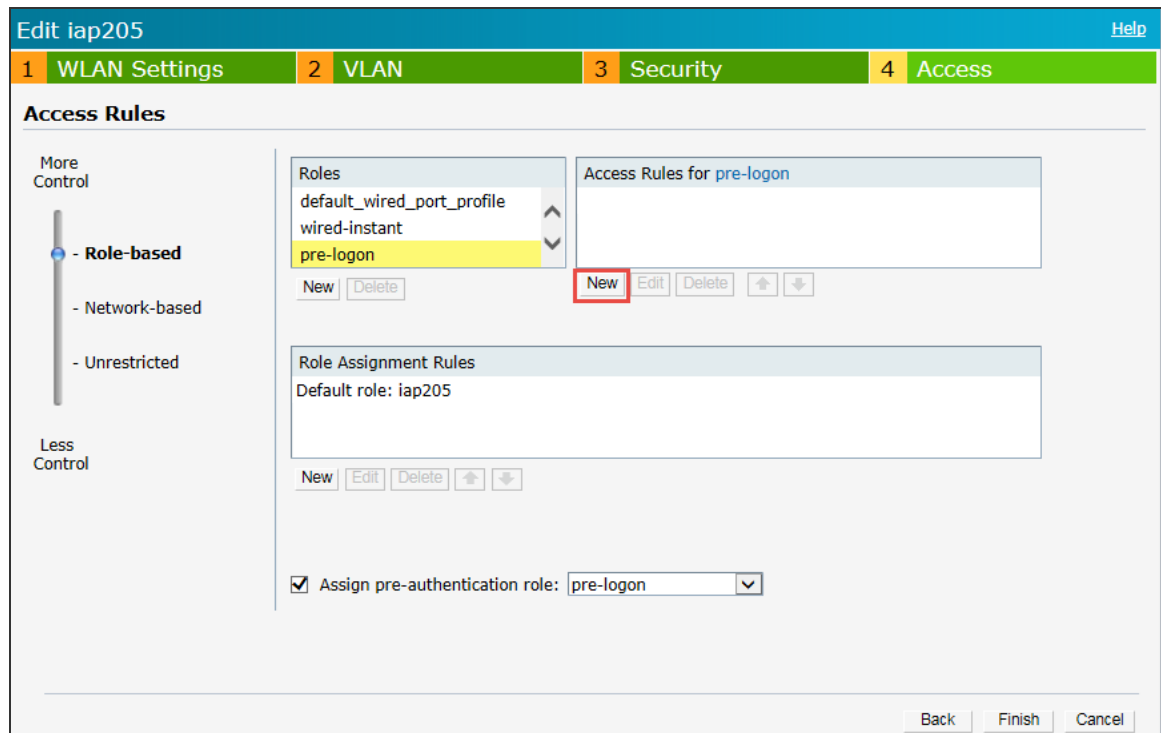 Edit iap205 Help
1 WLAN Settings 2 VLAN 3 Security 4 Access
Access Rules
More
Control
- Role-based
- Network-based
- Unrestricted
Less
Control
Roles
default_wired_port_profile
wired-instant
pre-logon
New Delete
Access Rules for pre-logon
New Edit Delete
Role Assignment Rules
Default role: iap205
New Edit Delete
Assign pre-authentication role: pre-logon
Back Finish Cancel